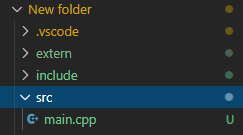 New folder
.vscode
extern
include
src
main.cpp U